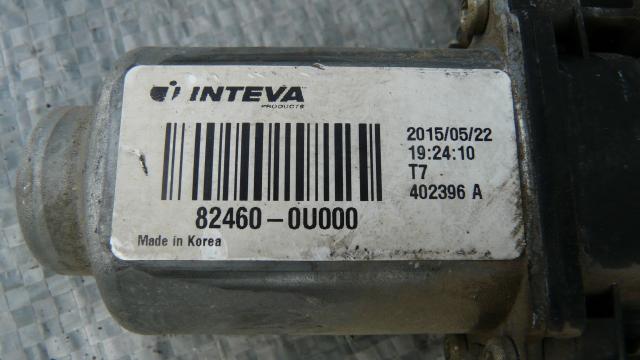 INTEVA
PRODUCTS
2015/05/22
19:24:10
T7
402396 A
82460-0U000
Made in Korea